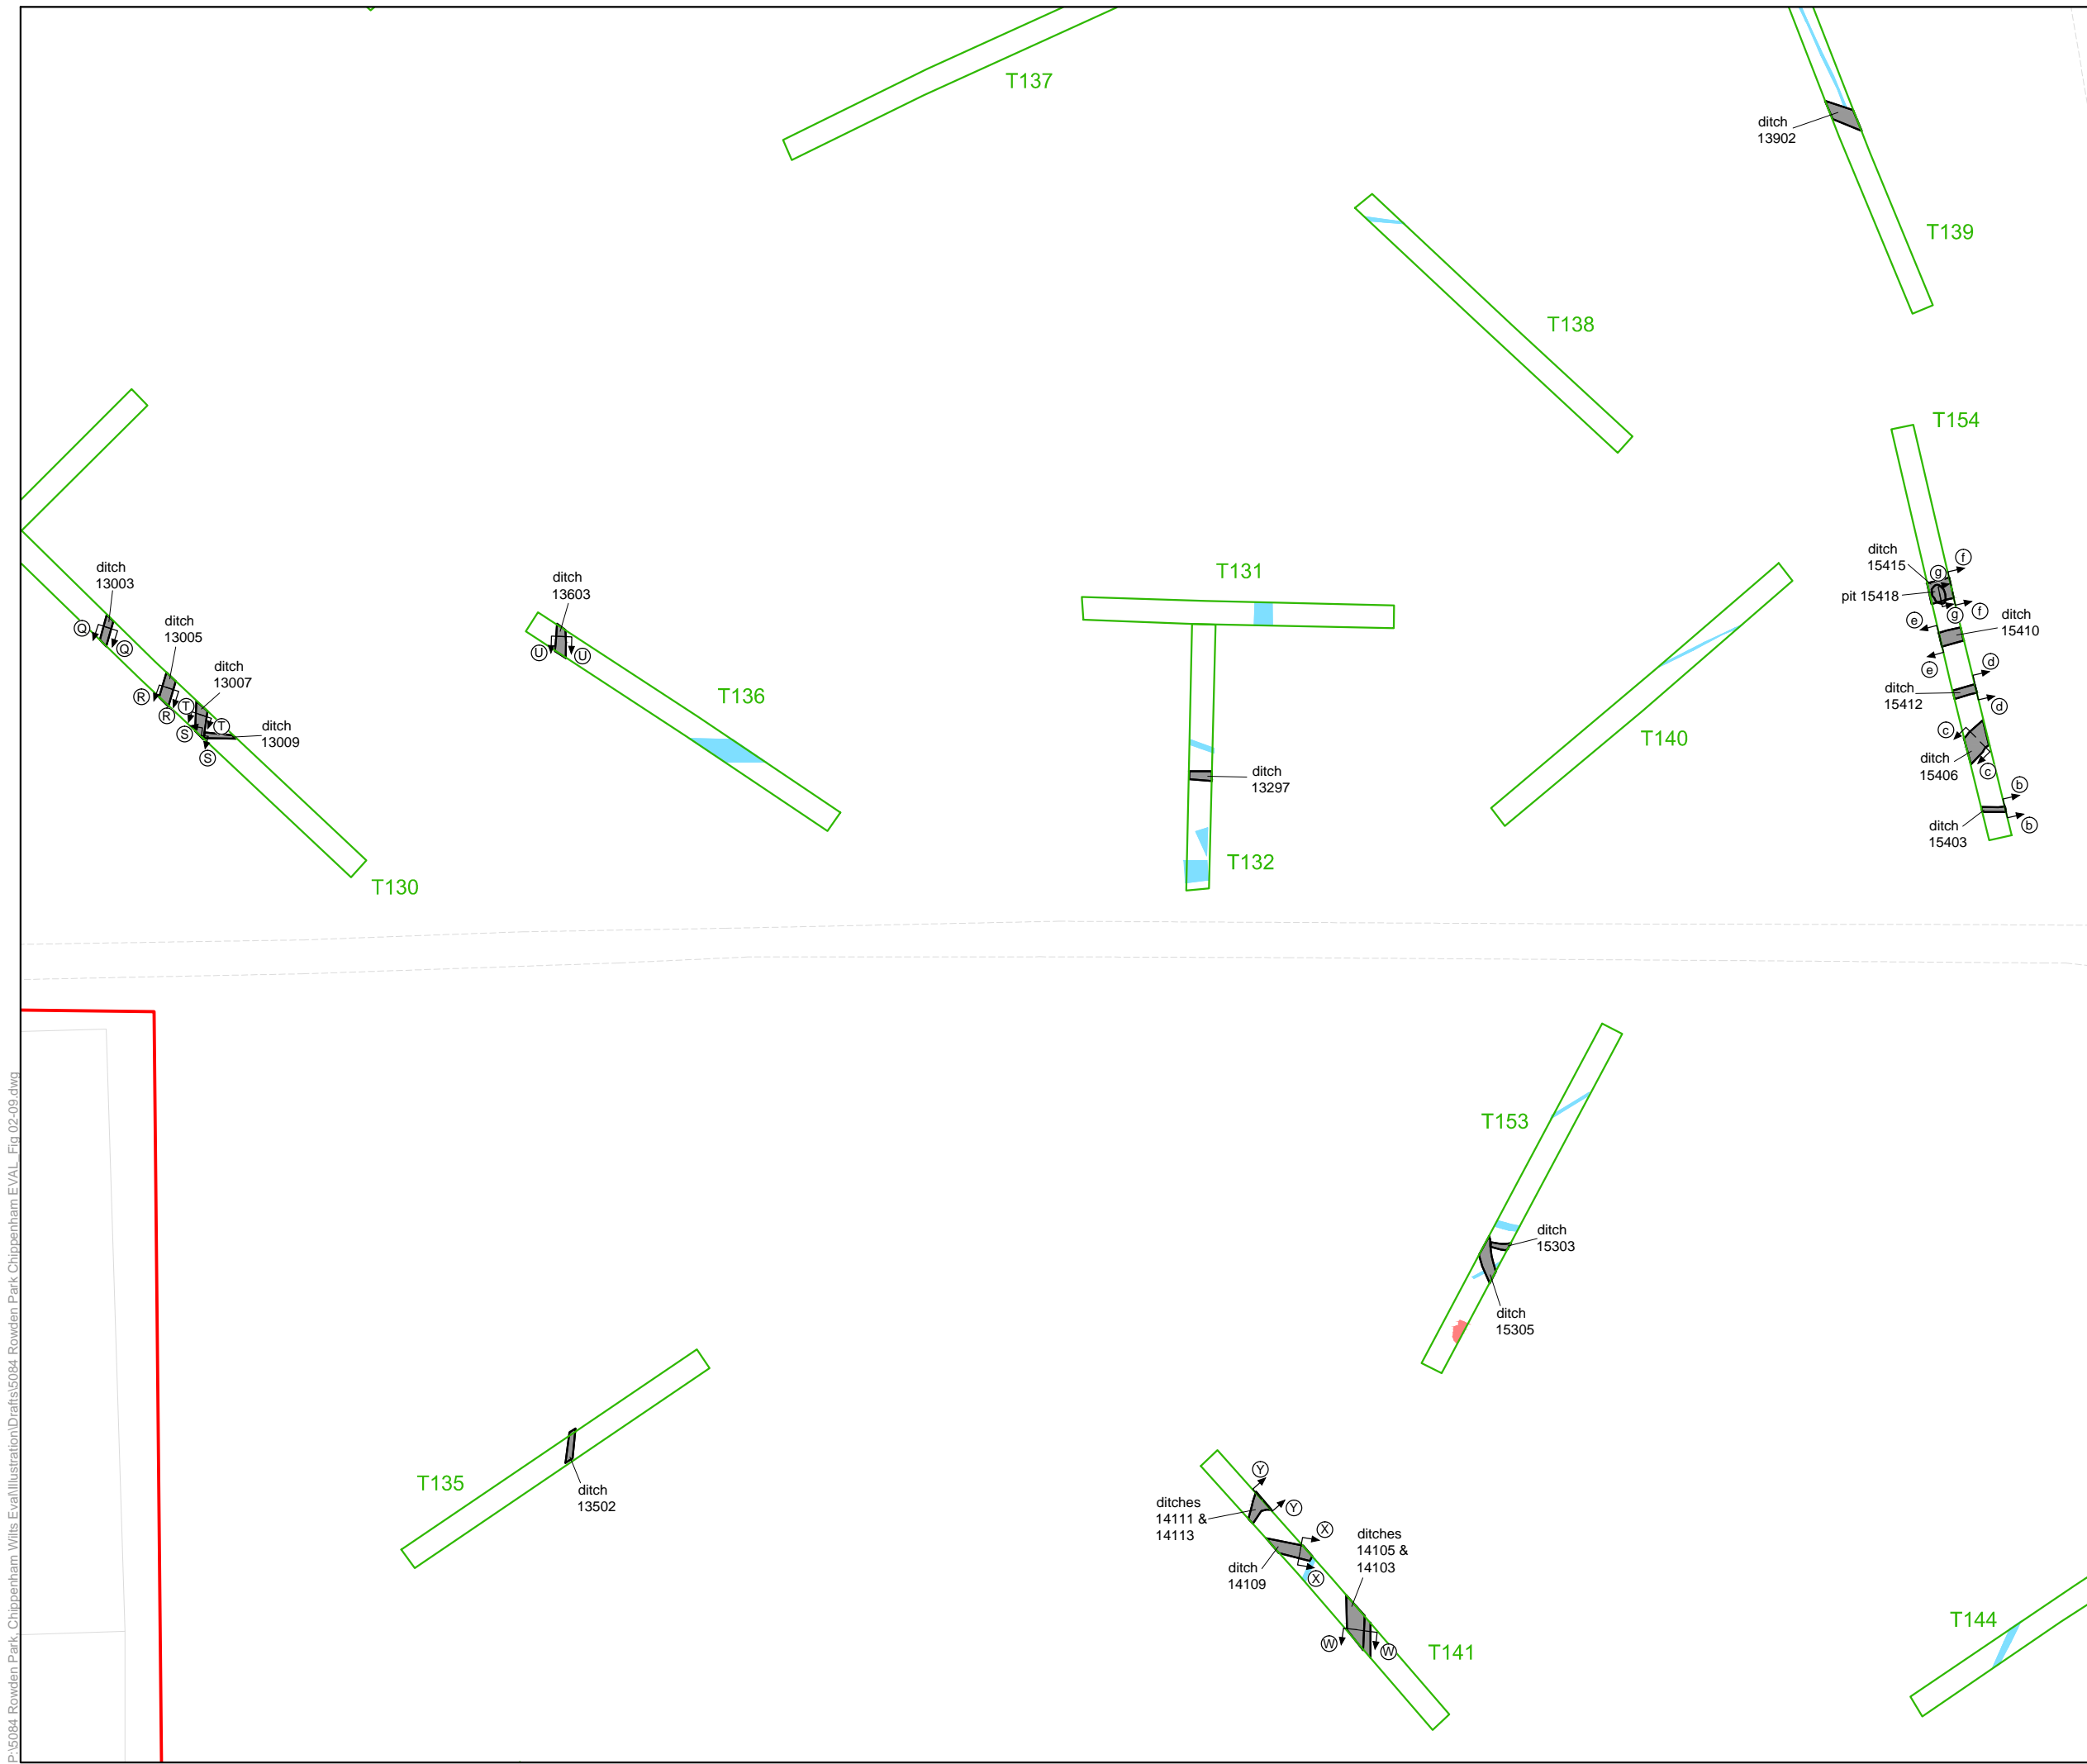 T137
ditch
13902
T139
T138
T154
ditch
13003
ditch
13005
ditch
13007
ditch
13009
Q
Q
R
R
T
T
S
S
T130
ditch
13603
U
U
T136
T131
ditch
13297
T132
T140
ditch
15415
pit 15418
f
g
f
g
ditch
15410
e
e
d
ditch
15412
d
c
ditch
15406
c
b
ditch
15403
b
T153
ditch
15303
ditch
15305
T135
ditch
13502
Y
Y
ditches
14111 &
14113
X
ditches
14105 &
14103
ditch
14109
X
W
W
T141
T144
P:\5084 Rowden Park, Chippenham Wilts Eval\Illustration\Drafts\5084 Rowden Park Chippenham EVAL_Fig 02-09.dwg